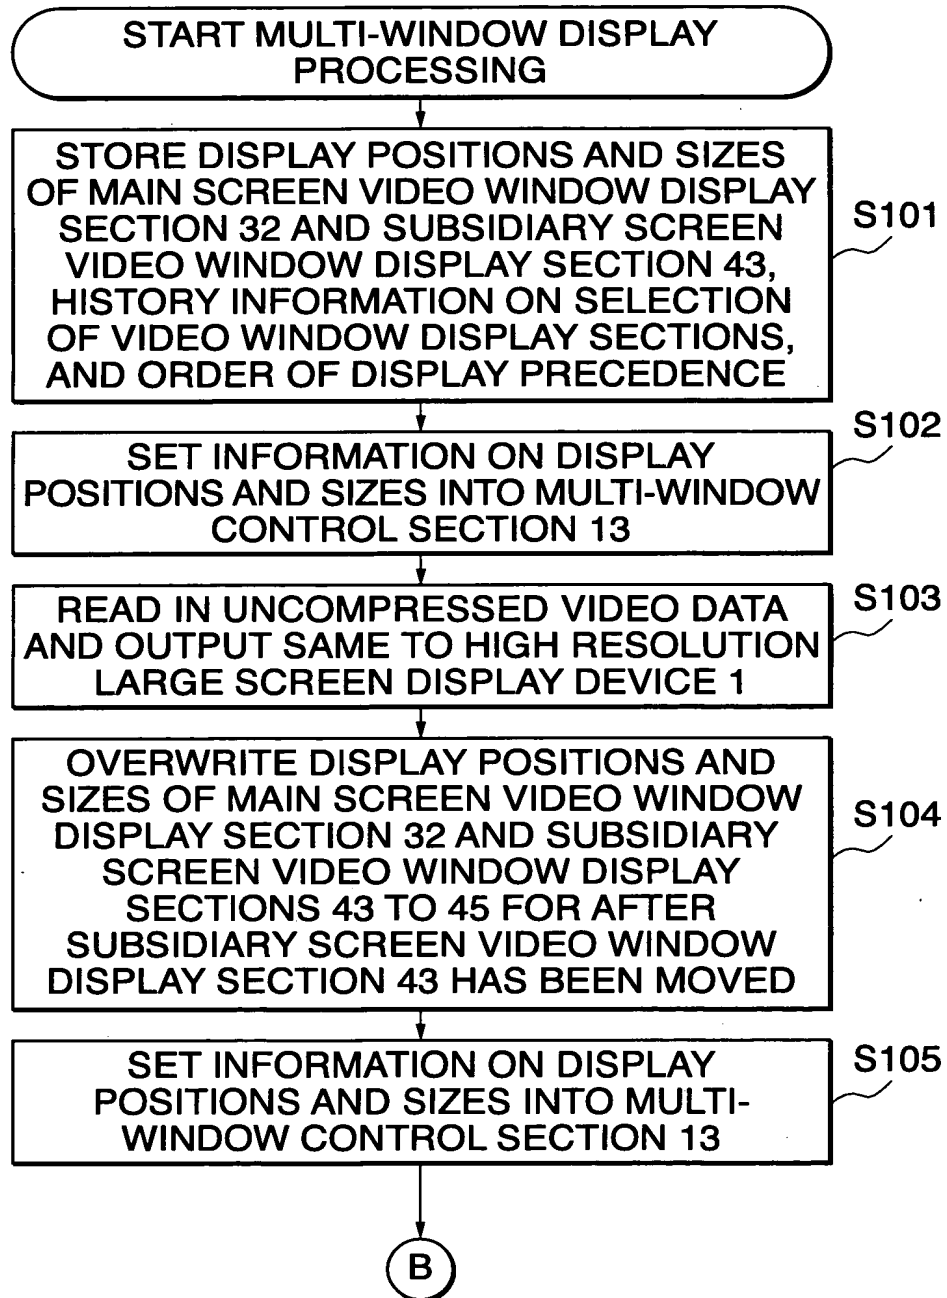 START MULTI-WINDOW DISPLAY
PROCESSING
STORE DISPLAY POSITIONS AND SIZES
OF MAIN SCREEN VIDEO WINDOW DISPLAY
SECTION 32 AND SUBSIDIARY SCREEN
VIDEO WINDOW DISPLAY SECTION 43,
HISTORY INFORMATION ON SELECTION
OF VIDEO WINDOW DISPLAY SECTIONS,
AND ORDER OF DISPLAY PRECEDENCE
S101
SET INFORMATION ON DISPLAY
POSITIONS AND SIZES INTO MULTI-WINDOW
CONTROL SECTION 13
S102
READ IN UNCOMPRESSED VIDEO DATA
AND OUTPUT SAME TO HIGH RESOLUTION
LARGE SCREEN DISPLAY DEVICE 1
S103
OVERWRITE DISPLAY POSITIONS AND
SIZES OF MAIN SCREEN VIDEO WINDOW
DISPLAY SECTION 32 AND SUBSIDIARY
SCREEN VIDEO WINDOW DISPLAY
SECTIONS 43 TO 45 FOR AFTER
SUBSIDIARY SCREEN VIDEO WINDOW
DISPLAY SECTION 43 HAS BEEN MOVED
S104
SET INFORMATION ON DISPLAY
POSITIONS AND SIZES INTO MULTI-
WINDOW CONTROL SECTION 13
S105
B